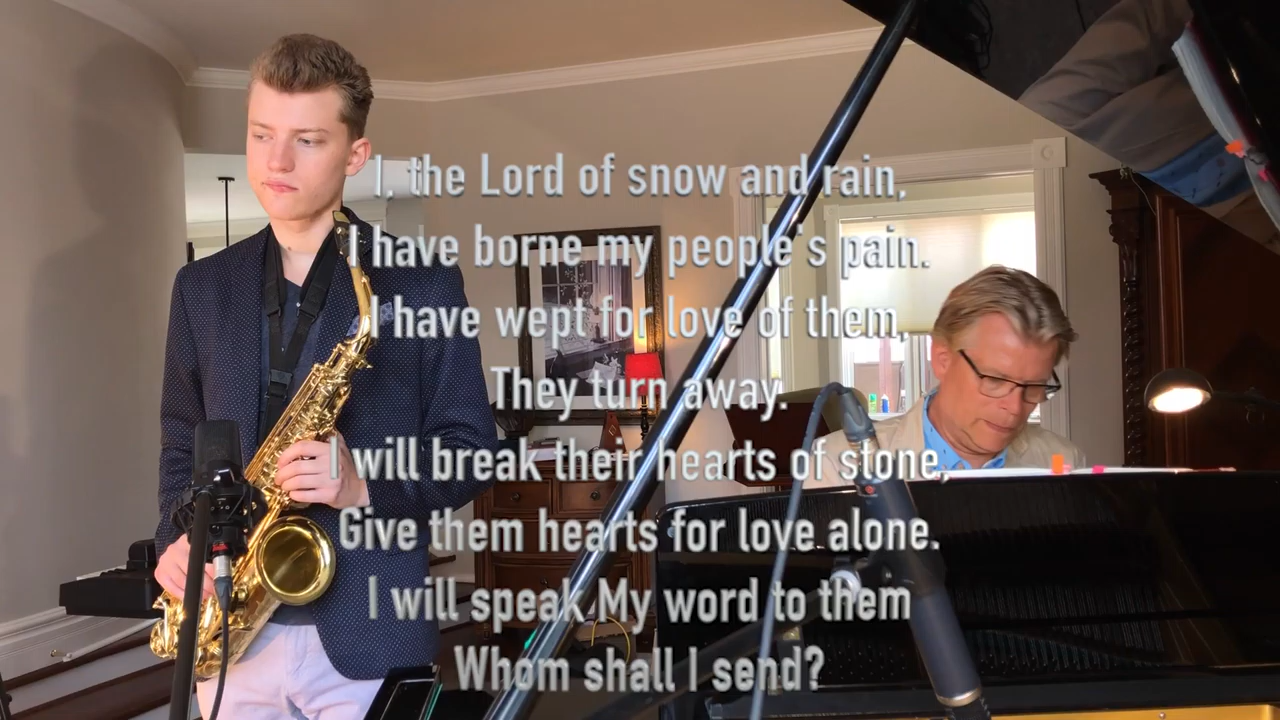 I, the Lord of snow and rain,
I have borne my people's pain.
I have wept for love of them,
They turn away.
I will break their hearts of stone,
Give them hearts for love alone.
I will speak My word to them
Whom shall I send?